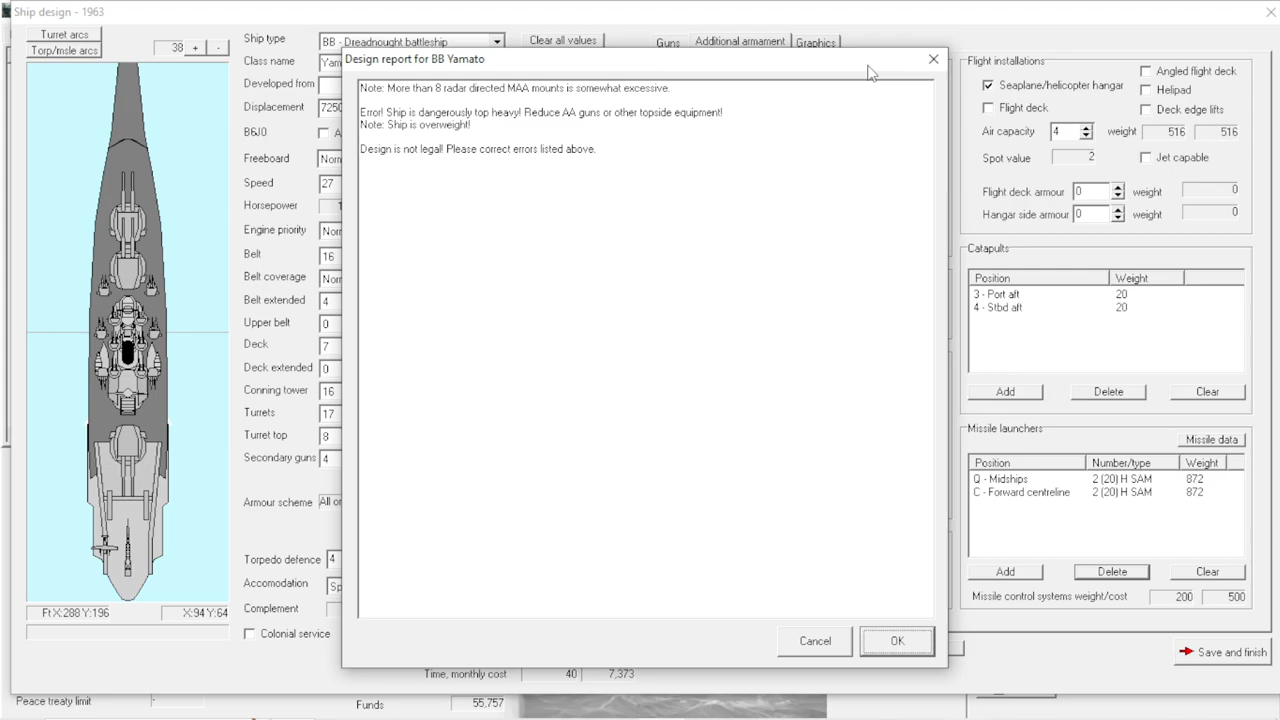 Ship design - 1963
Turret arcs
Torp/msle arcs
38
+
-
Ship type
BB - Dreadnought battleship
Clear all values
Guns
Additional armament
Graphics
Class name
Yam
Developed from
Displacement
7250
B&JO
Freeboard
Norr
Speed
27
Horsepower
Engine priority
Norr
Belt
16
Belt coverage
Norr
Belt extended
4
Upper belt
0
Deck
7
Deck extended
0
Conning tower
16
Turrets
17
Turret top
8
Secondary guns
4
Armour scheme
All or
Torpedo defence
4
Accomodation
Sp
Complement
Colonial service
Ft X:288 Y:196
X:94 Y:64
Design report for BB Yamato
Note: More than 8 radar directed MAA mounts is somewhat excessive.
Error! Ship is dangerously top heavy! Reduce AA guns or other topside equipment!
Note: Ship is overweight!
Design is not legal! Please correct errors listed above.
Cancel
OK
Flight installations
Seaplane/helicopter hangar
Angled flight deck
Flight deck
Helipad
Deck edge lifts
Air capacity
4
weight
516
516
Spot value
2
Jet capable
Flight deck armour
0
weight
0
Hangar side armour
0
weight
0
Catapults
Position Weight
3 - Port aft 20
4 - Stbd aft 20
Add
Delete
Clear
Missile launchers
Missile data
Position Number/type Weight
Q - Midships 2 (20) H SAM 872
C - Forward centreline 2 (20) H SAM 872
Add
Delete
Clear
Missile control systems weight/cost
200
500
Save and finish
Time, monthly cost
40
7,373
Peace treaty limit
-
Funds
55,757